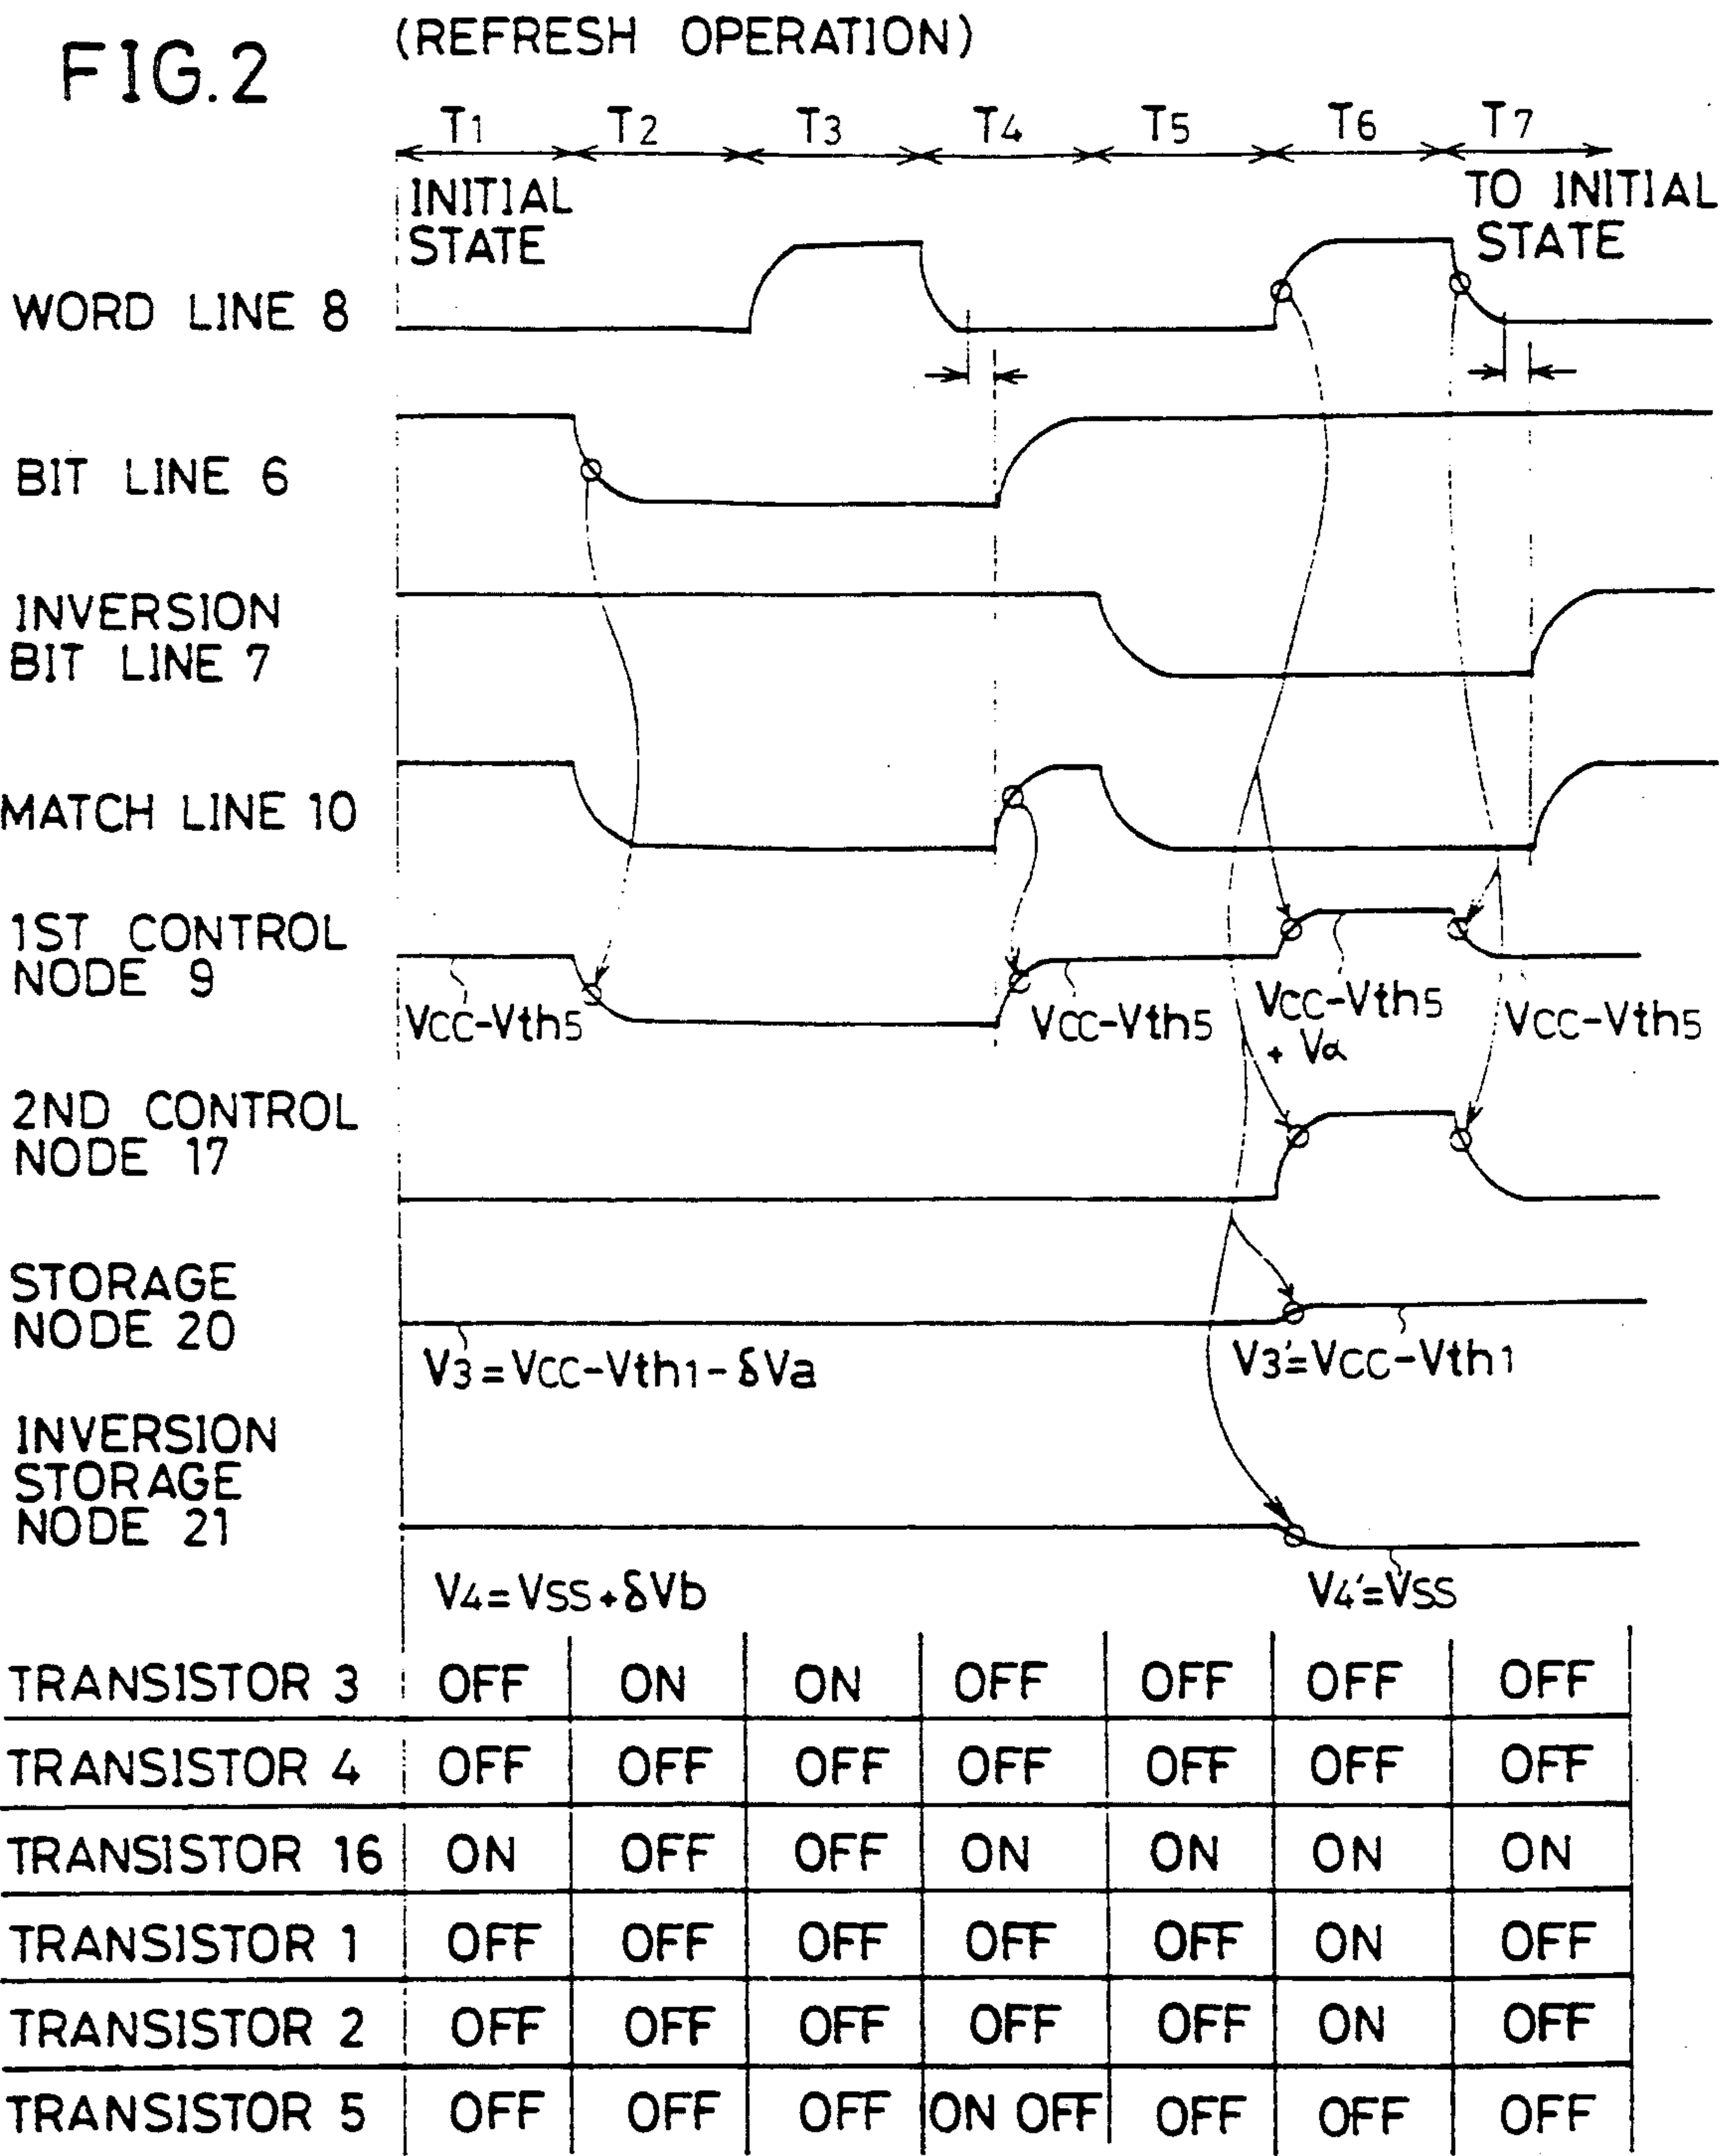 FIG.2
(REFRESH OPERATION)
T1 T2 T3 T4 T5 T6 T7
INITIAL
STATE
TO INITIAL
STATE
WORD LINE 8
BIT LINE 6
INVERSION
BIT LINE 7
MATCH LINE 10
1ST CONTROL
NODE 9
VCC-Vth5
VCC-Vth5
VCC-Vth5
+ Vα
VCC-Vth5
2ND CONTROL
NODE 17
STORAGE
NODE 20
V3=VCC-Vth1-δVa
V3'=VCC-Vth1
INVERSION
STORAGE
NODE 21
V4=VSS+δVb
V4'=VSS
TRANSISTOR 3 OFF ON ON OFF OFF OFF OFF
TRANSISTOR 4 OFF OFF OFF OFF OFF OFF OFF
TRANSISTOR 16 ON OFF OFF ON ON ON ON
TRANSISTOR 1 OFF OFF OFF OFF OFF ON OFF
TRANSISTOR 2 OFF OFF OFF OFF OFF ON OFF
TRANSISTOR 5 OFF OFF OFF ON OFF OFF OFF OFF